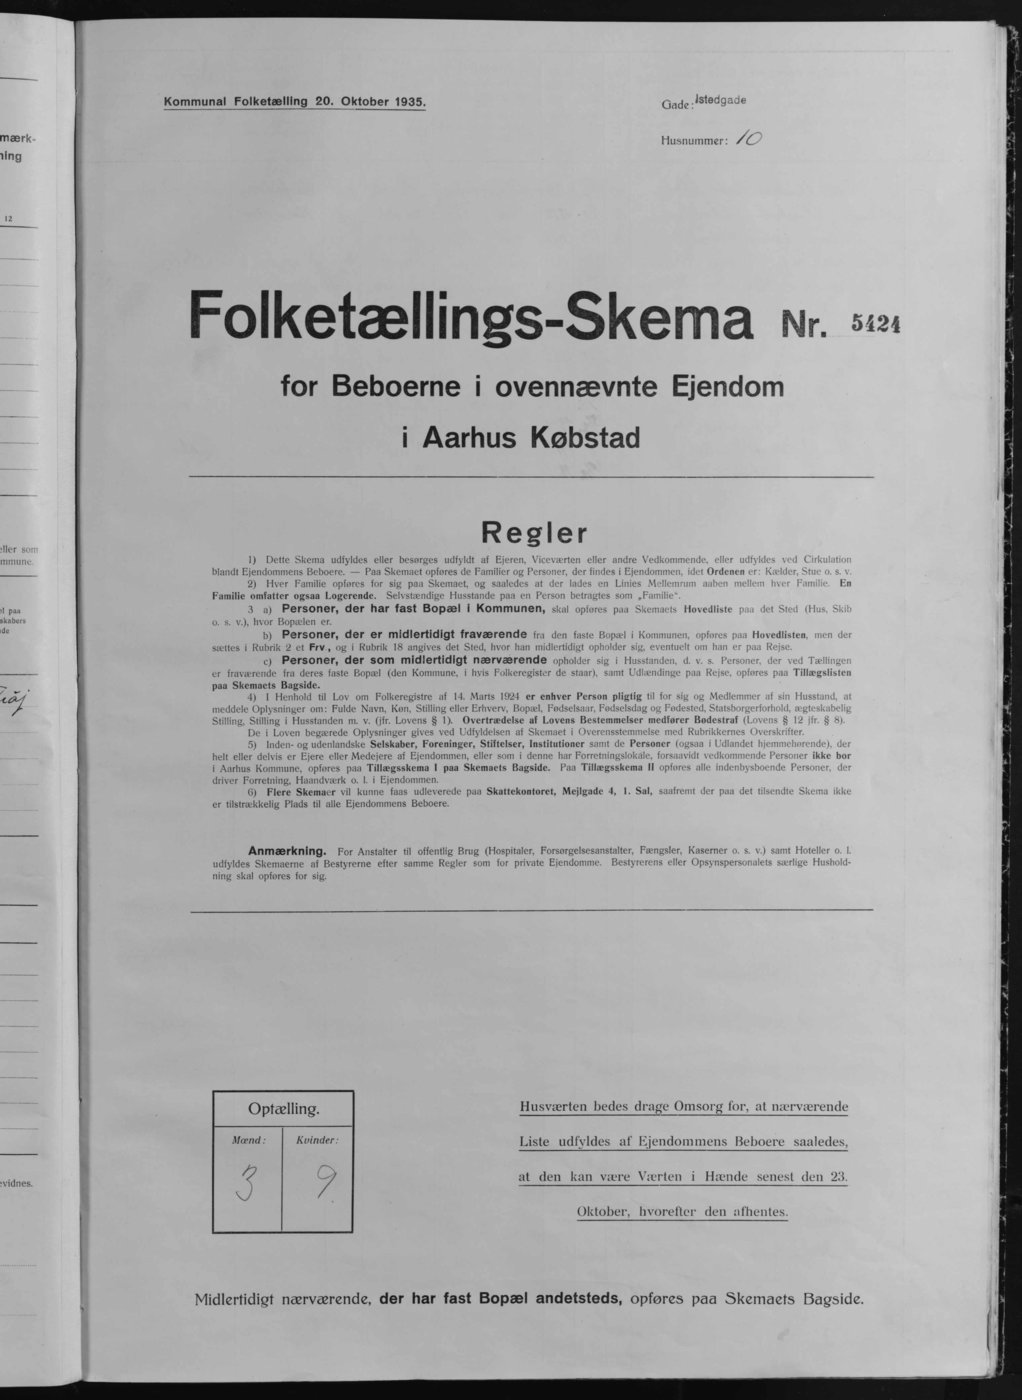 mærk-
ning
12
eller som
mmune.
el paa
skabers
de
evidnes.
Kommunal Folketælling 20. Oktober 1935.
Gade: Istedgade
Husnummer: 10
Folketællings-Skema Nr. 5424
for Beboerne i ovennævnte Ejendom
i Aarhus Købstad
Regler
1) Dette Skema udfyldes eller besørges udfyldt af Ejeren, Viceværten eller andre Vedkommende, eller udfyldes ved Cirkulation
blandt Ejendommens Beboere. — Paa Skemaet opføres de Familier og Personer, der findes i Ejendommen, idet Ordenen er: Kælder, Stue o. s. v.
2) Hver Familie opføres for sig paa Skemaet, og saaledes at der lades en Linies Mellemrum aaben mellem hver Familie. En
Familie omfatter ogsaa Logerende. Selvstændige Husstande paa en Person betragtes som „Familie“.
3 a) Personer, der har fast Bopæl i Kommunen, skal opføres paa Skemaets Hovedliste paa det Sted (Hus, Skib
o. s. v.), hvor Bopælen er.
b) Personer, der er midlertidigt fraværende fra den faste Bopæl i Kommunen, opføres paa Hovedlisten, men der
sættes i Rubrik 2 et Frv., og i Rubrik 18 angives det Sted, hvor han midlertidigt opholder sig, eventuelt om han er paa Rejse.
c) Personer, der som midlertidigt nærværende opholder sig i Husstanden, d. v. s. Personer, der ved Tællingen
er fraværende fra deres faste Bopæl (den Kommune, i hvis Folkeregister de staar), samt Udlændinge paa Rejse, opføres paa Tillægslisten
paa Skemaets Bagside.
4) I Henhold til Lov om Folkeregistre af 14. Marts 1924 er enhver Person pligtig til for sig og Medlemmer af sin Husstand, at
meddele Oplysninger om: Fulde Navn, Køn, Stilling eller Erhverv, Bopæl, Fødselsaar, Fødselsdag og Fødested, Statsborgerforhold, ægteskabelig
Stilling, Stilling i Husstanden m. v. (jfr. Lovens § 1). Overtrædelse af Lovens Bestemmelser medfører Bødestraf (Lovens § 12 jfr. § 8).
De i Loven begærede Oplysninger gives ved Udfyldelsen af Skemaet i Overensstemmelse med Rubrikkernes Overskrifter.
5) Inden- og udenlandske Selskaber, Foreninger, Stiftelser, Institutioner samt de Personer (ogsaa i Udlandet hjemmehørende), der
helt eller delvis er Ejere eller Medejere af Ejendommen, eller som i denne har Forretningslokale, forsaavidt vedkommende Personer ikke bor
i Aarhus Kommune, opføres paa Tillægsskema I paa Skemaets Bagside. Paa Tillægsskema II opføres alle indenbysboende Personer, der
driver Forretning, Haandværk o. l. i Ejendommen.
6) Flere Skemaer vil kunne faas udleverede paa Skattekontoret, Mejlgade 4, 1. Sal, saafremt der paa det tilsendte Skema ikke
er tilstrækkelig Plads til alle Ejendommens Beboere.
Anmærkning. For Anstalter til offentlig Brug (Hospitaler, Forsørgelsesanstalter, Fængsler, Kaserner o. s. v.) samt Hoteller o. l.
udfyldes Skemaerne af Bestyrerne efter samme Regler som for private Ejendomme. Bestyrerens eller Opsynspersonalets særlige Hushold-
ning skal opføres for sig.
Optælling.
Mænd: Kvinder:
3 9
Husværten bedes drage Omsorg for, at nærværende
Liste udfyldes af Ejendommens Beboere saaledes,
at den kan være Værten i Hænde senest den 23.
Oktober, hvorefter den afhentes.
Midlertidigt nærværende, der har fast Bopæl andetsteds, opføres paa Skemaets Bagside.